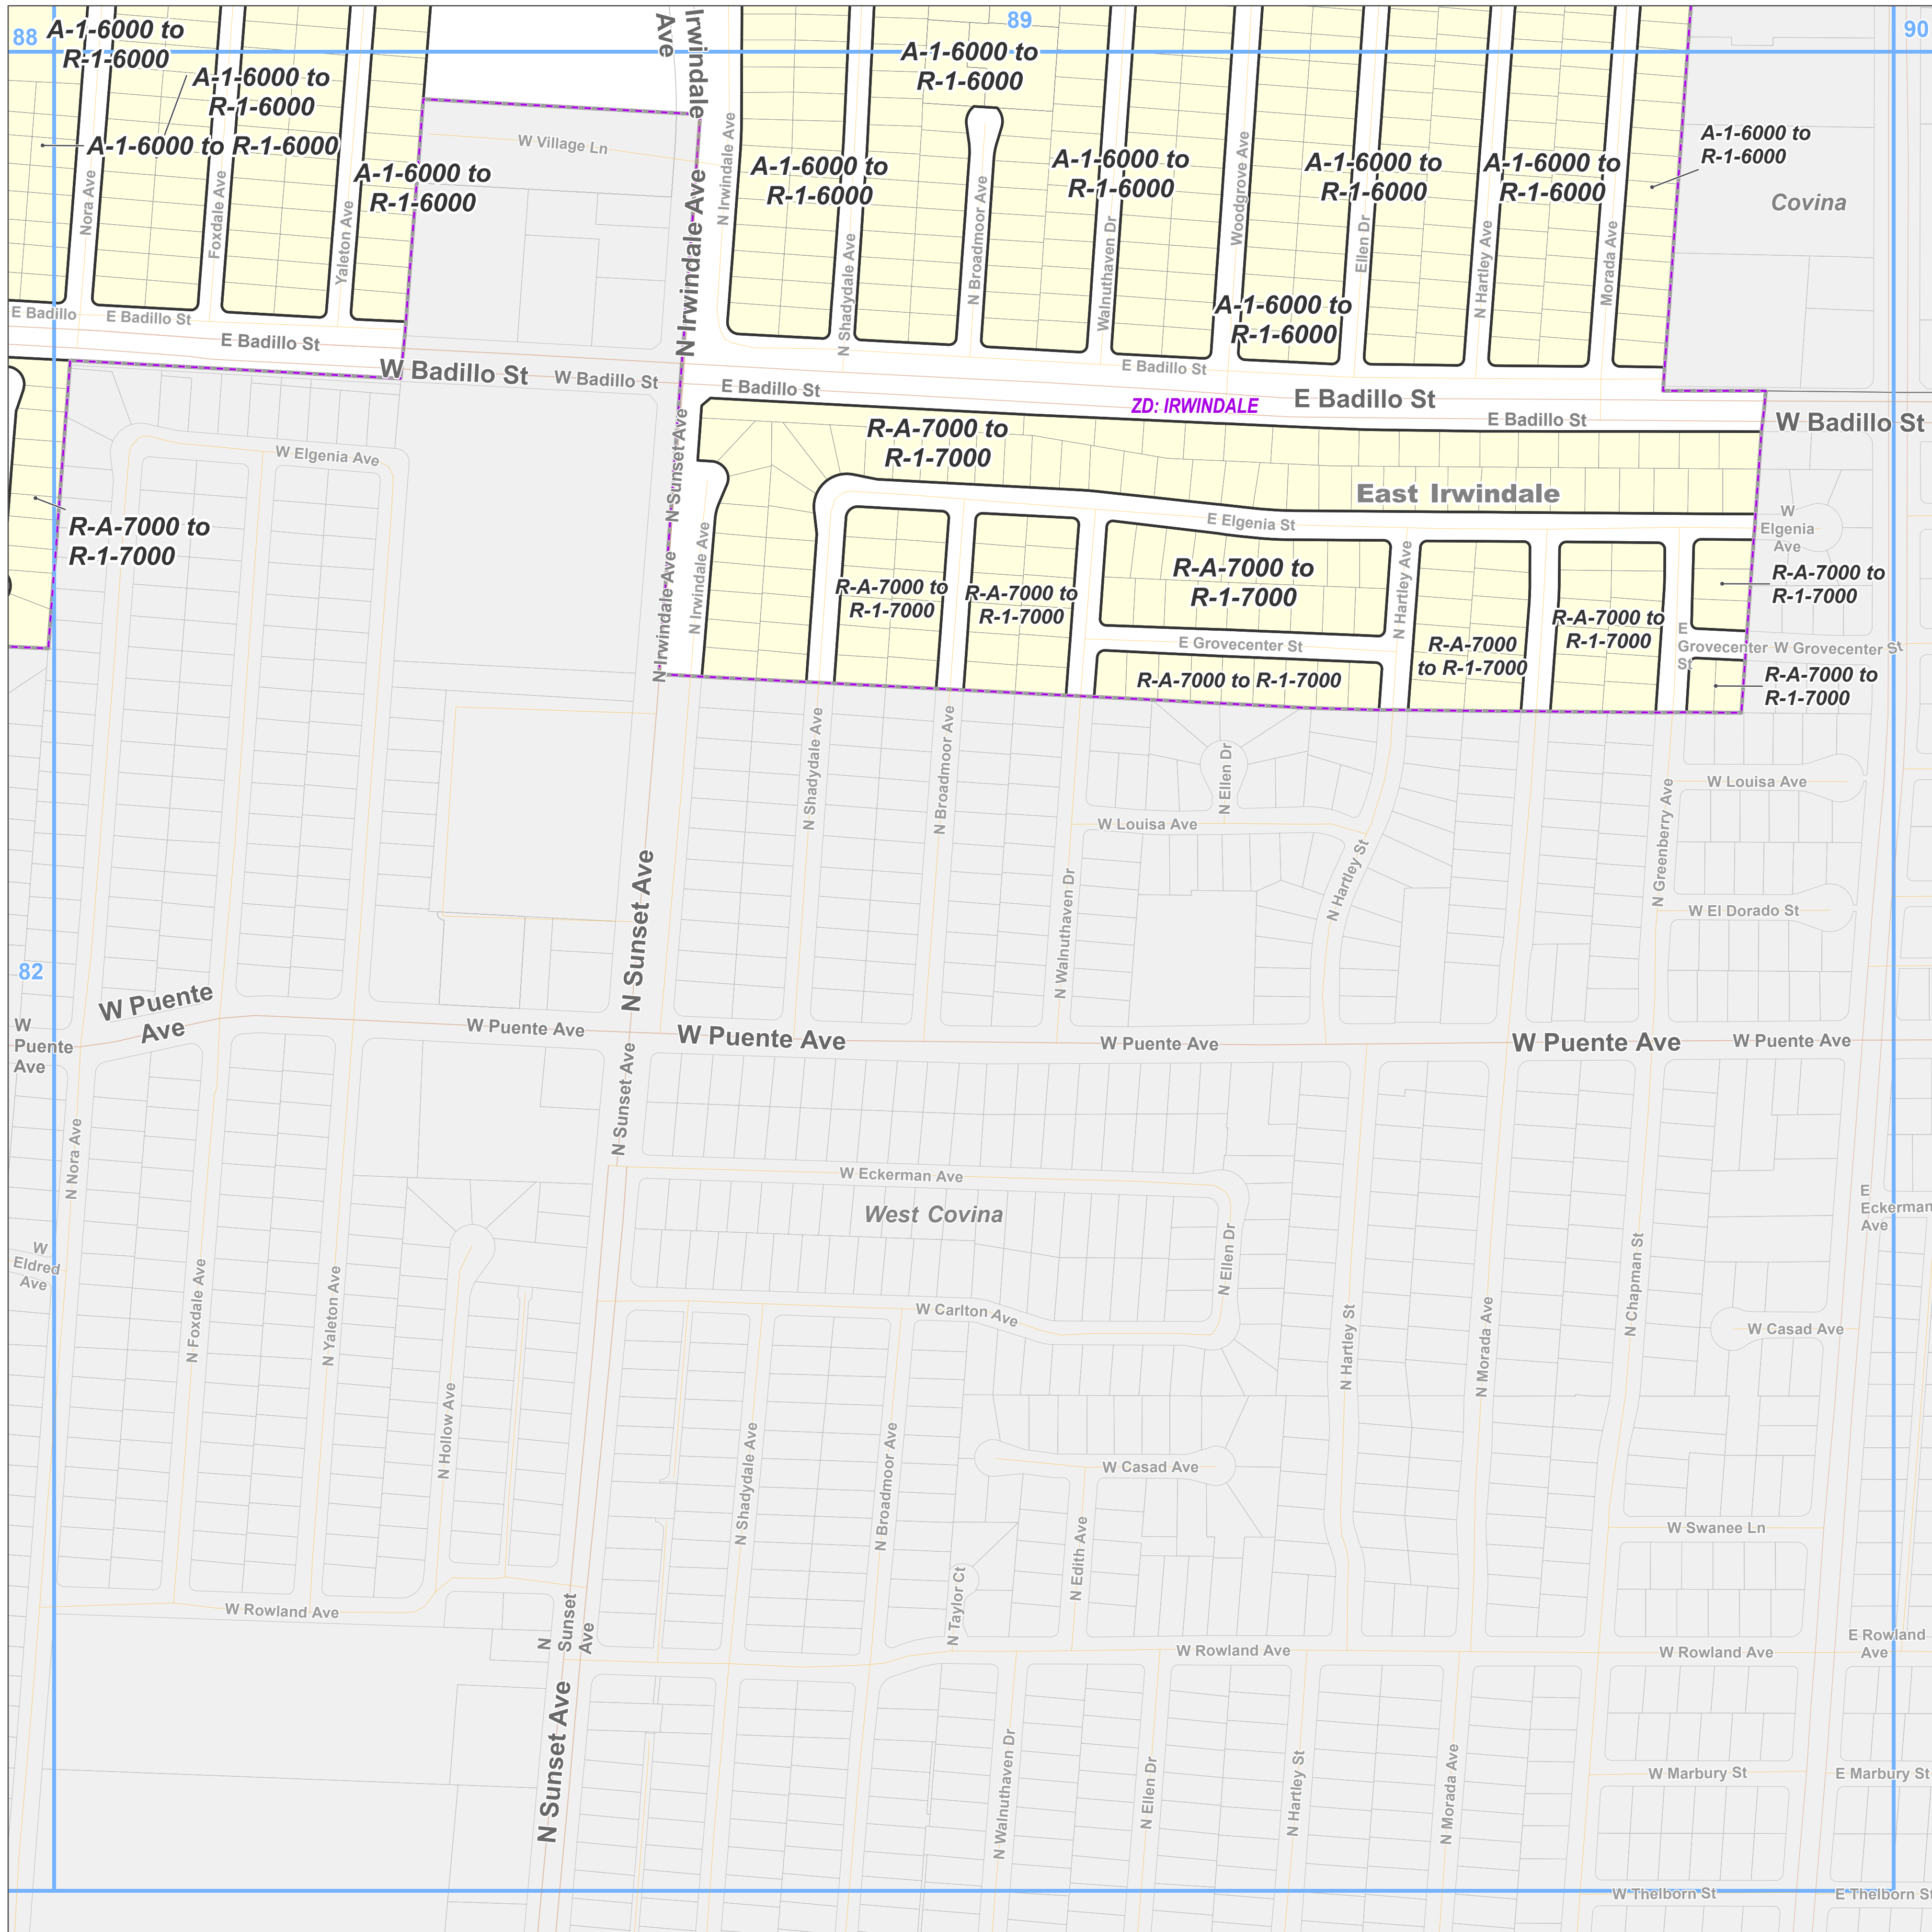 88
89
90
82
A-1-6000 to
R-1-6000
A-1-6000 to
R-1-6000
A-1-6000 to R-1-6000
A-1-6000 to
R-1-6000
A-1-6000 to
R-1-6000
A-1-6000 to
R-1-6000
A-1-6000 to
R-1-6000
A-1-6000 to
R-1-6000
A-1-6000 to
R-1-6000
A-1-6000 to
R-1-6000
A-1-6000 to
R-1-6000
Covina
Irwindale
Ave
N Irwindale Ave
N Irwindale Ave
W Village Ln
Nora Ave
Foxdale Ave
Yaleton Ave
N Shadydale Ave
N Broadmoor Ave
Walnuthaven Dr
Woodgrove Ave
Ellen Dr
N Hartley Ave
Morada Ave
E Badillo
E Badillo St
E Badillo St
W Badillo St
W Badillo St
E Badillo St
E Badillo St
ZD: IRWINDALE
E Badillo St
E Badillo St
W Badillo St
W Elgenia Ave
N Sunset Ave
N Irwindale Ave
N Irwindale Ave
R-A-7000 to
R-1-7000
R-A-7000 to
R-1-7000
East Irwindale
E Elgenia St
W
Elgenia
Ave
R-A-7000 to
R-1-7000
R-A-7000 to
R-1-7000
R-A-7000 to
R-1-7000
N Hartley Ave
R-A-7000
to R-1-7000
R-A-7000 to
R-1-7000
R-A-7000 to
R-1-7000
E Grovecenter St
E
Grovecenter
St
W Grovecenter St
R-A-7000 to R-1-7000
R-A-7000 to
R-1-7000
N Shadydale Ave
N Broadmoor Ave
N Ellen Dr
W Louisa Ave
W Louisa Ave
N Greenberry Ave
N Hartley St
N Walnuthaven Dr
N Sunset Ave
W El Dorado St
W Puente
Ave
W
Puente
Ave
W Puente Ave
W Puente Ave
W Puente Ave
W Puente Ave
W Puente Ave
N Sunset Ave
N Nora Ave
W Eckerman Ave
E
Eckerman
Ave
West Covina
W
Eldred
Ave
N Foxdale Ave
N Yaleton Ave
N Hollow Ave
N Ellen Dr
W Carlton Ave
N Hartley St
N Morada Ave
N Chapman St
W Casad Ave
N Shadydale Ave
N Broadmoor Ave
W Casad Ave
W Swanee Ln
N Edith Ave
N Taylor Ct
W Rowland Ave
N
Sunset
Ave
W Rowland Ave
W Rowland Ave
E Rowland
Ave
N Sunset Ave
N Walnuthaven Dr
N Ellen Dr
N Hartley St
N Morada Ave
W Marbury St
E Marbury St
W Thelborn St
E Thelborn St